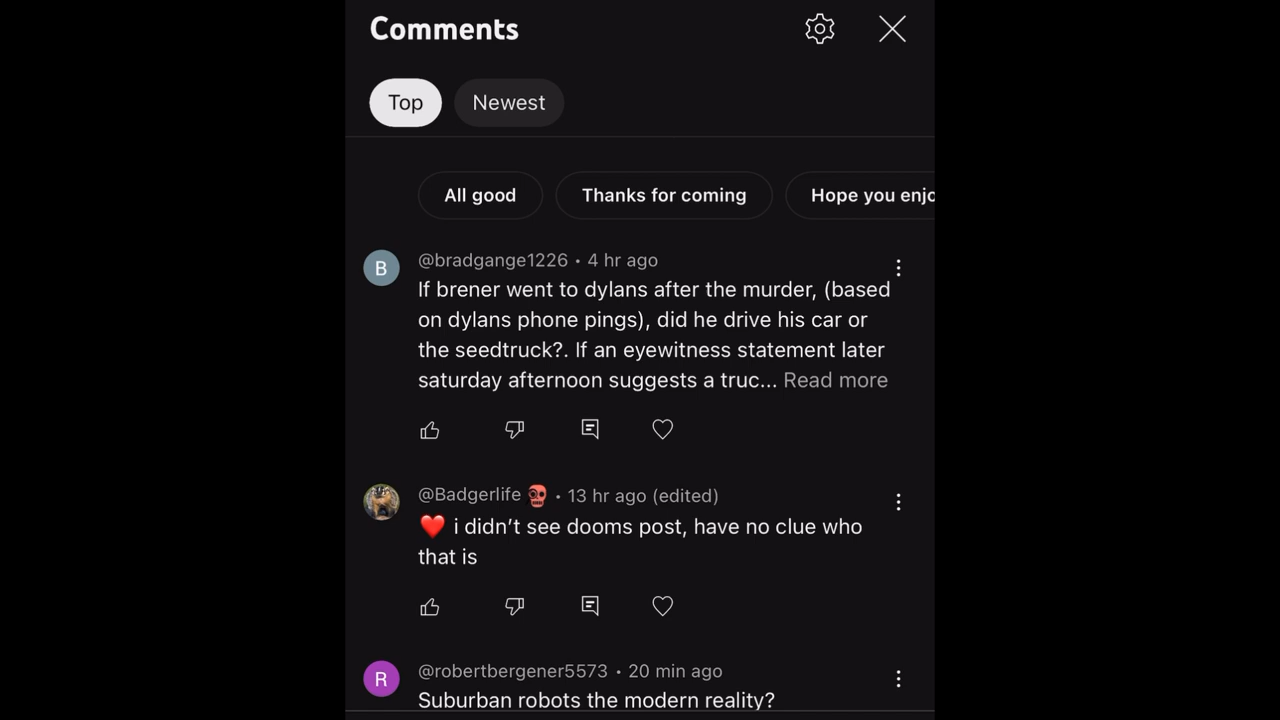 Comments
Top Newest
All good Thanks for coming Hope you enjo
B @bradgange1226 • 4 hr ago
If brener went to dylans after the murder, (based
on dylans phone pings), did he drive his car or
the seedtruck?. If an eyewitness statement later
saturday afternoon suggests a truc... Read more
@Badgerlife • 13 hr ago (edited)
❤️ i didn’t see dooms post, have no clue who
that is
R @robertbergener5573 • 20 min ago
Suburban robots the modern reality?